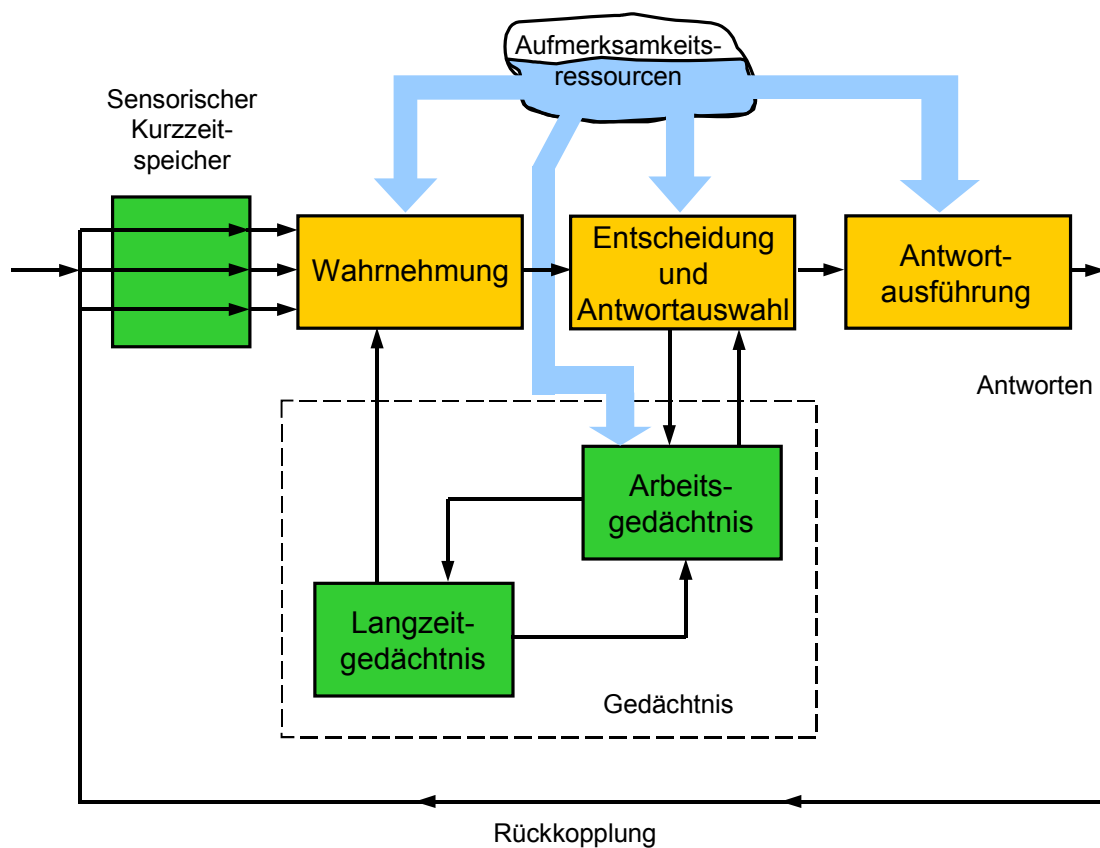 Aufmerksamkeits-
ressourcen
Sensorischer
Kurzzeit-
speicher
Wahrnehmung
Entscheidung
und
Antwortauswahl
Antwort-
ausführung
Antworten
Arbeits-
gedächtnis
Langzeit-
gedächtnis
Gedächtnis
Rückkopplung